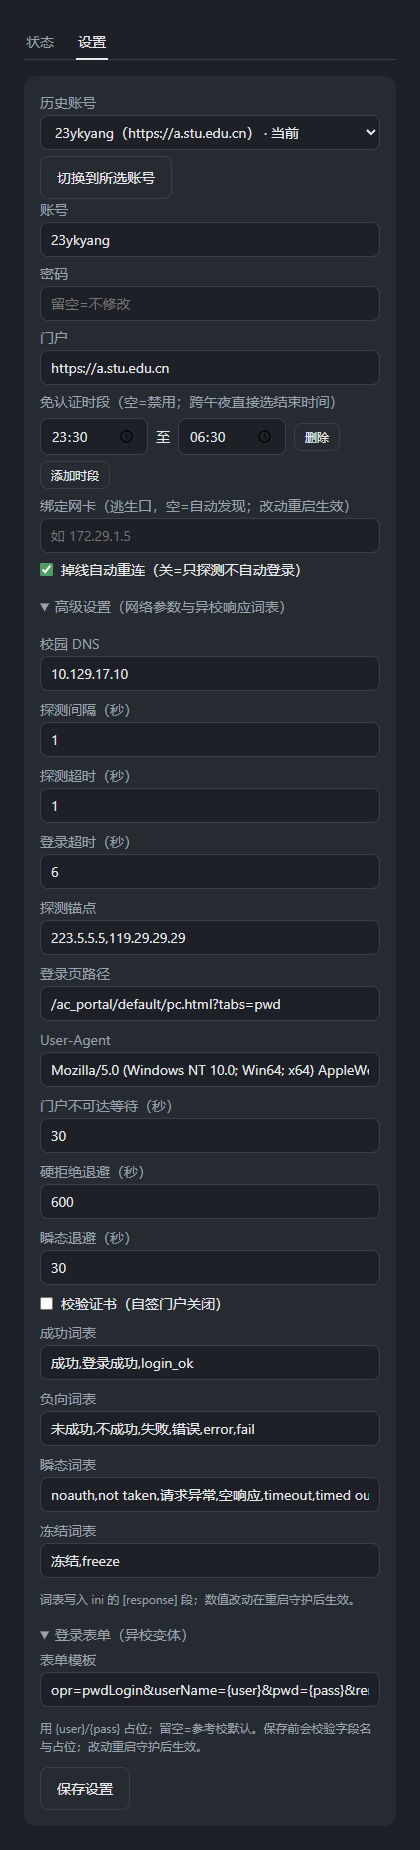 状态 设置
历史账号
23ykyang（https://a.stu.edu.cn） · 当前
切换到所选账号
账号
23ykyang
密码
留空=不修改
门户
https://a.stu.edu.cn
免认证时段（空=禁用；跨午夜直接选结束时间）
23:30 至 06:30 删除
添加时段
绑定网卡（逃生口，空=自动发现；改动重启生效）
如 172.29.1.5
掉线自动重连（关=只探测不自动登录）
▼ 高级设置（网络参数与异校响应词表）
校园 DNS
10.129.17.10
探测间隔（秒）
1
探测超时（秒）
1
登录超时（秒）
6
探测锚点
223.5.5.5,119.29.29.29
登录页路径
/ac_portal/default/pc.html?tabs=pwd
User-Agent
Mozilla/5.0 (Windows NT 10.0; Win64; x64) AppleWe
门户不可达等待（秒）
30
硬拒绝退避（秒）
600
瞬态退避（秒）
30
校验证书（自签门户关闭）
成功词表
成功,登录成功,login_ok
负向词表
未成功,不成功,失败,错误,error,fail
瞬态词表
noauth,not taken,请求异常,空响应,timeout,timed ou
冻结词表
冻结,freeze
词表写入 ini 的 [response] 段；数值改动在重启守护后生效。
▼ 登录表单（异校变体）
表单模板
opr=pwdLogin&userName={user}&pwd={pass}&re
用 {user}/{pass} 占位；留空=参考校默认。保存前会校验字段名
与占位；改动重启守护后生效。
保存设置